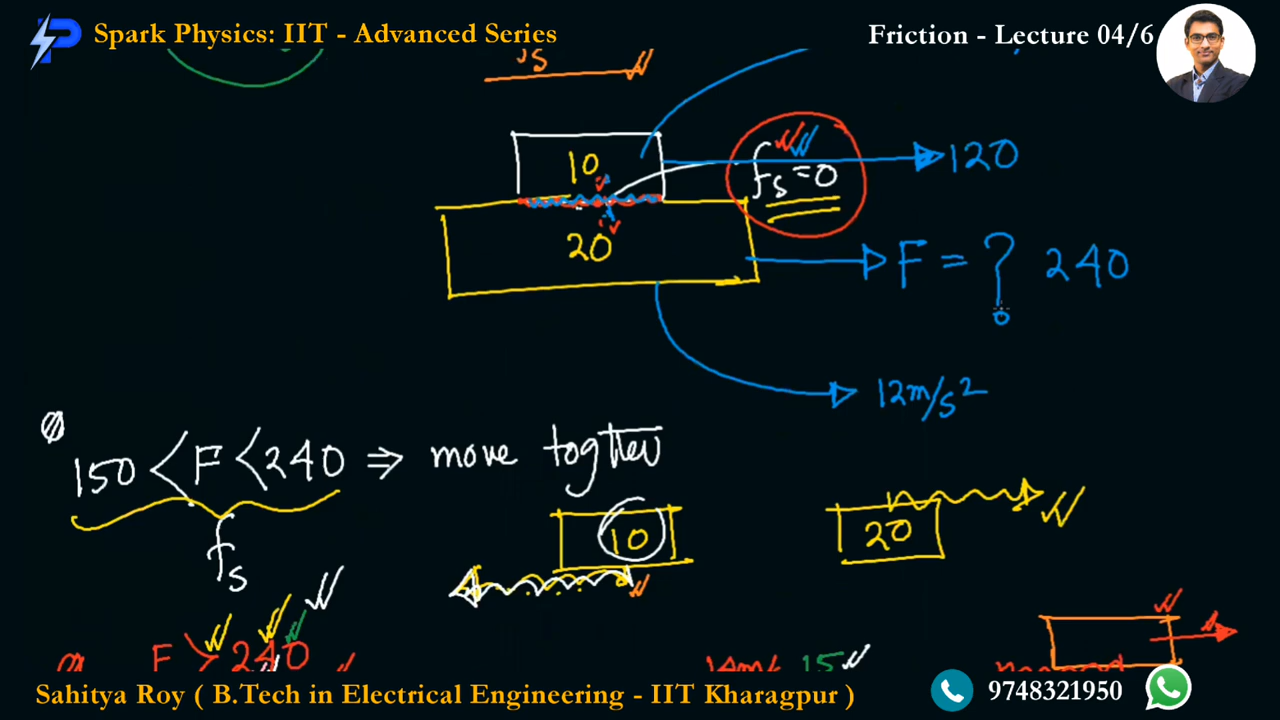 Spark Physics: IIT - Advanced Series
Friction - Lecture 04/6
10
fs = 0
120
20
F = ? 240
12m/s²
150 < F < 240 ⇒ move togther
10
20
fs
F > 240
15
Sahitya Roy ( B.Tech in Electrical Engineering - IIT Kharagpur )
9748321950